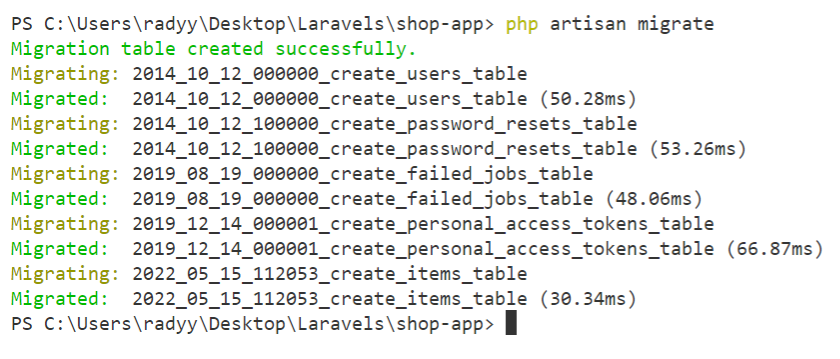 PS C:\Users\radyy\Desktop\Laravels\shop-app> php artisan migrate
Migration table created successfully.
Migrating: 2014_10_12_000000_create_users_table
Migrated:  2014_10_12_000000_create_users_table (50.28ms)
Migrating: 2014_10_12_100000_create_password_resets_table
Migrated:  2014_10_12_100000_create_password_resets_table (53.26ms)
Migrating: 2019_08_19_000000_create_failed_jobs_table
Migrated:  2019_08_19_000000_create_failed_jobs_table (48.06ms)
Migrating: 2019_12_14_000001_create_personal_access_tokens_table
Migrated:  2019_12_14_000001_create_personal_access_tokens_table (66.87ms)
Migrating: 2022_05_15_112053_create_items_table
Migrated:  2022_05_15_112053_create_items_table (30.34ms)
PS C:\Users\radyy\Desktop\Laravels\shop-app>